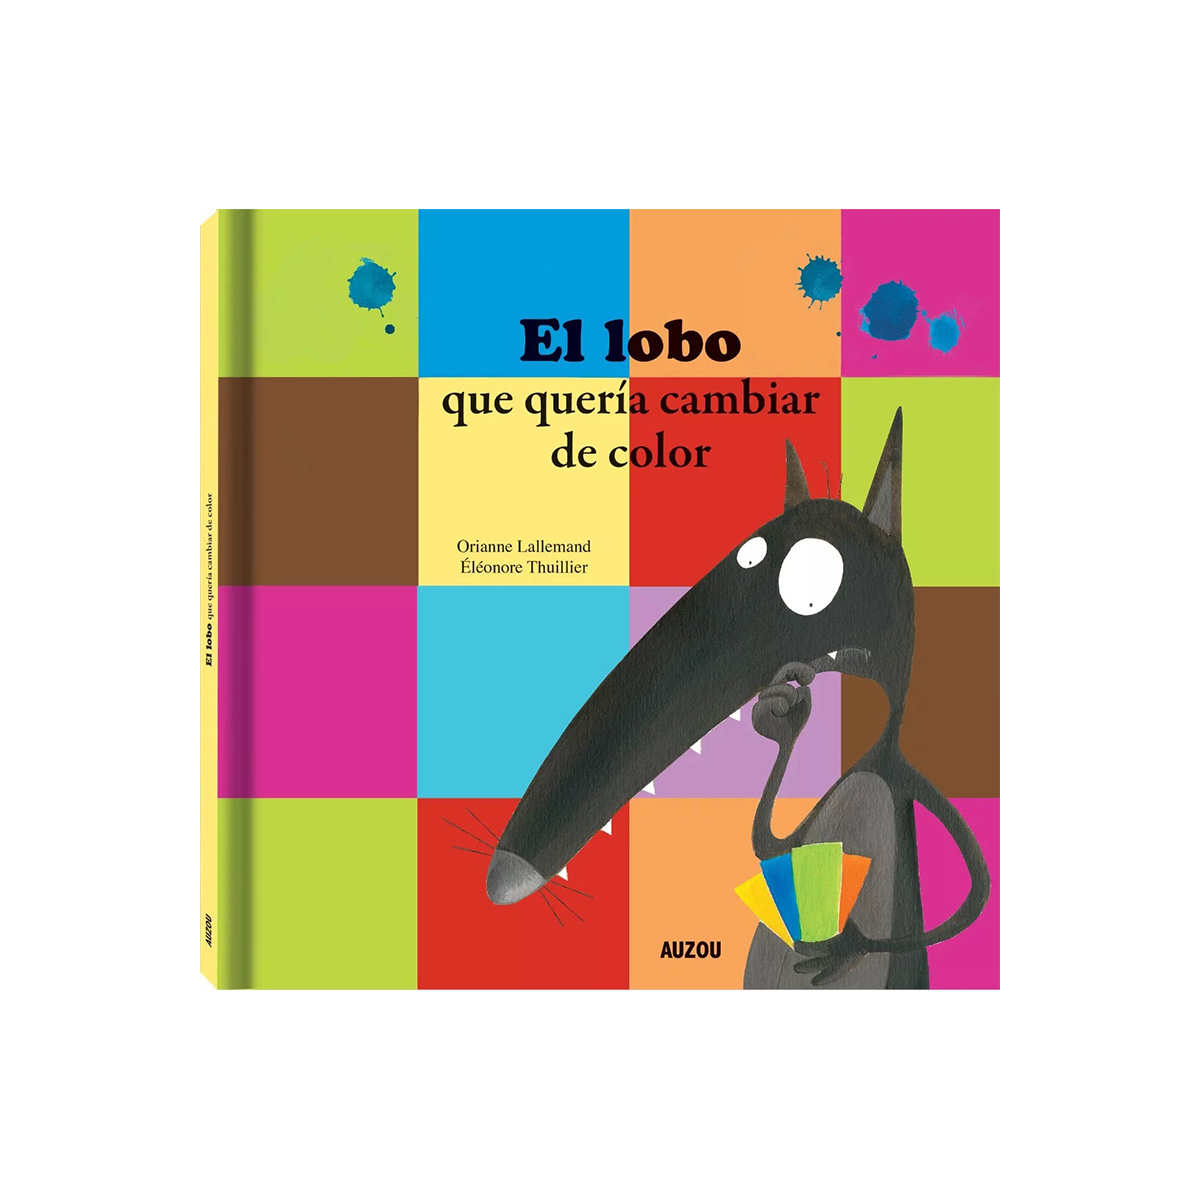 El lobo
que quería cambiar
de color
Orianne Lallemand
Éléonore Thuillier
AUZOU
El lobo que quería cambiar de color
AUZOU